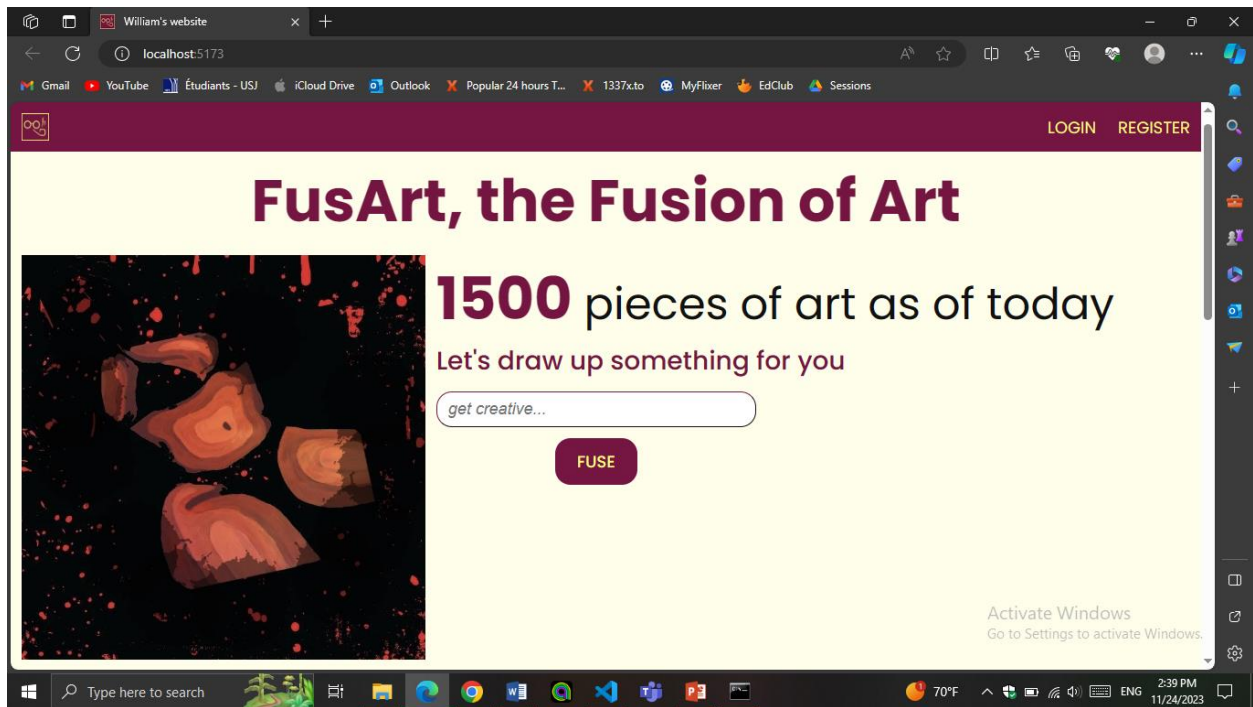 William's website
localhost:5173
Gmail YouTube Étudiants - USJ iCloud Drive Outlook Popular 24 hours T... 1337x.to MyFlixer EdClub Sessions
LOGIN REGISTER
FusArt, the Fusion of Art
1500 pieces of art as of today
Let's draw up something for you
get creative...
FUSE
Activate Windows
Go to Settings to activate Windows.
Type here to search
70°F
ENG
2:39 PM
11/24/2023